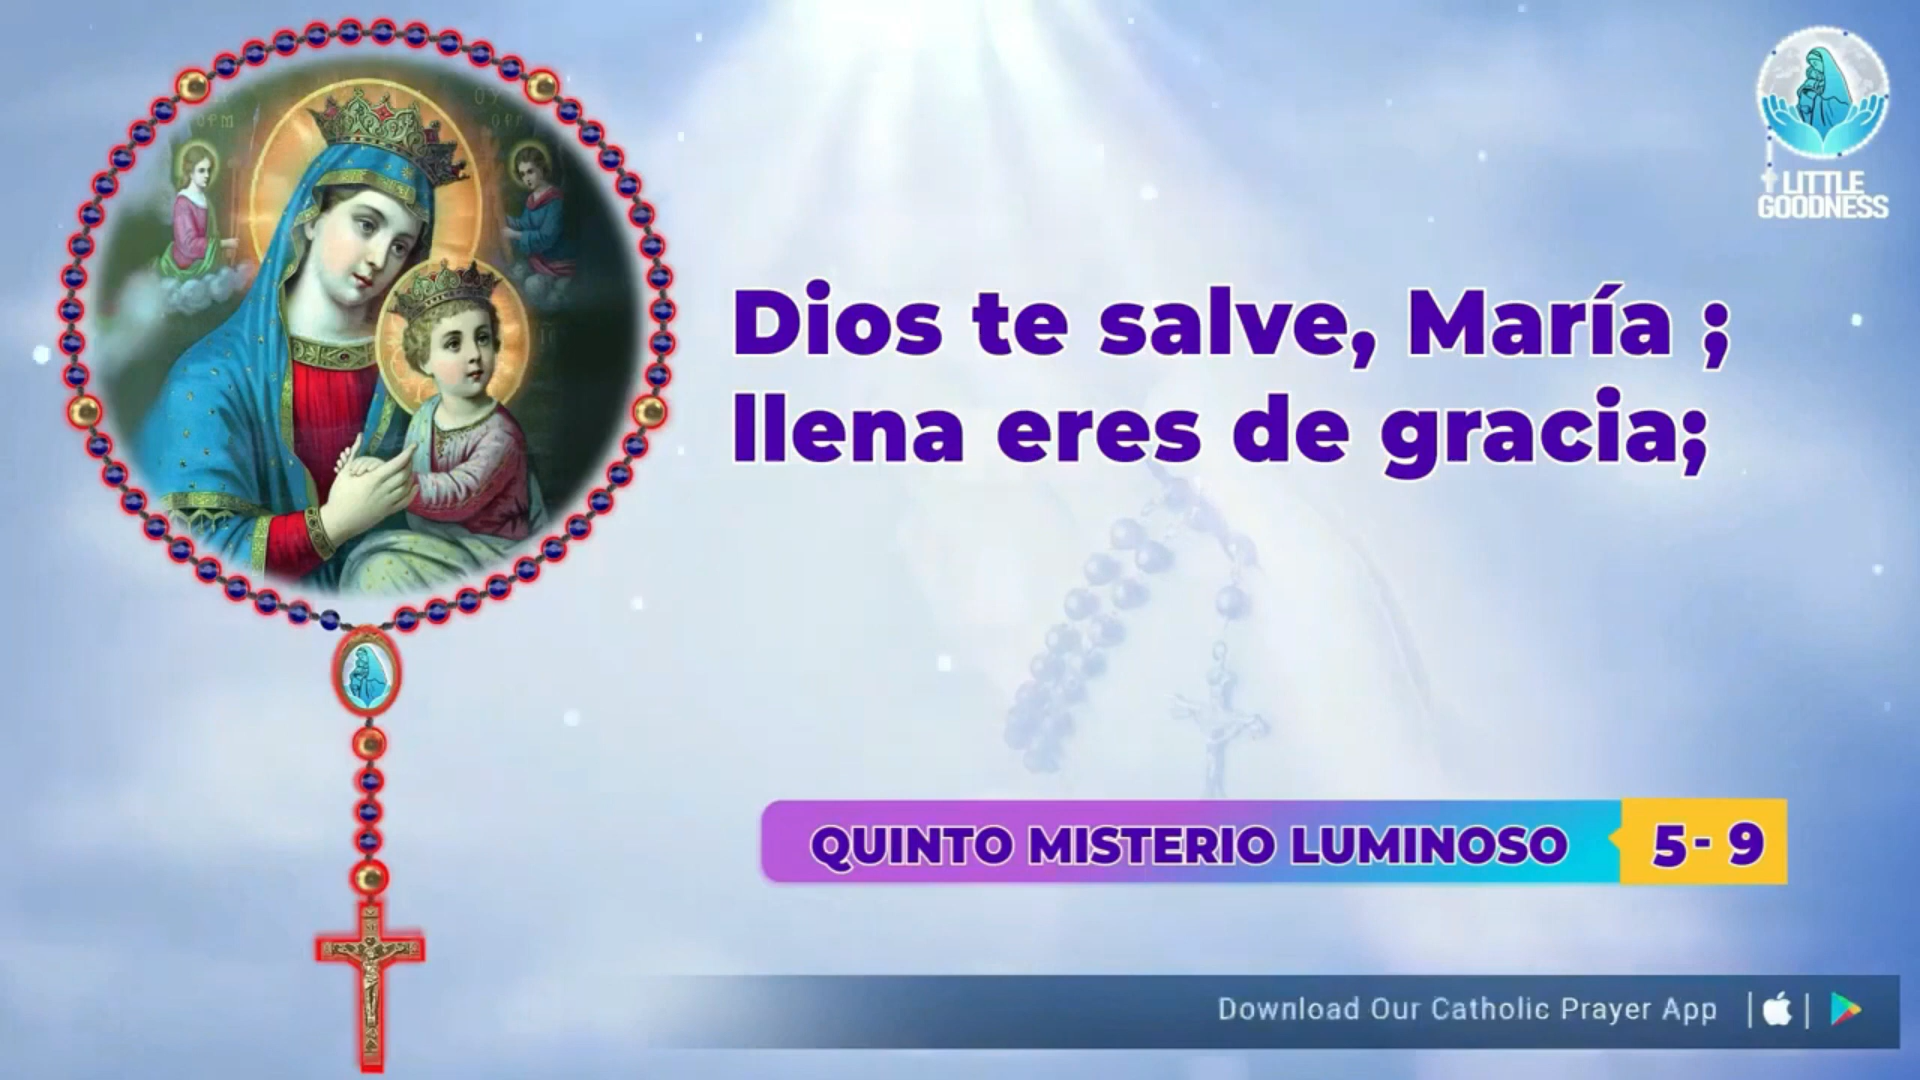 LITTLE
GOODNESS
Dios te salve, María ;
llena eres de gracia;
QUINTO MISTERIO LUMINOSO 5- 9
Download Our Catholic Prayer App